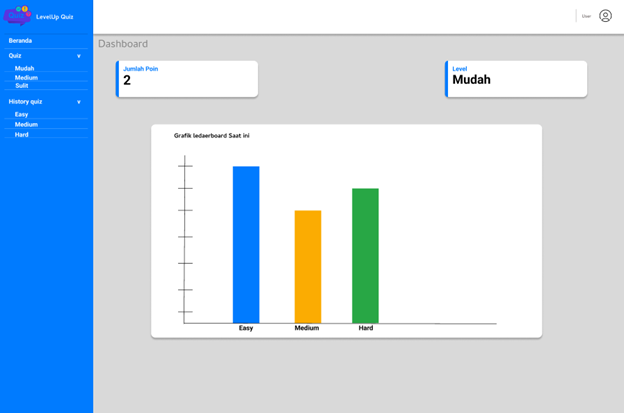 Quiz
LevelUp Quiz
User
Beranda
Quiz
Mudah
Medium
Sulit
History quiz
Easy
Medium
Hard
Dashboard
Jumlah Poin
2
Level
Mudah
Grafik ledaerboard Saat ini
Easy
Medium
Hard